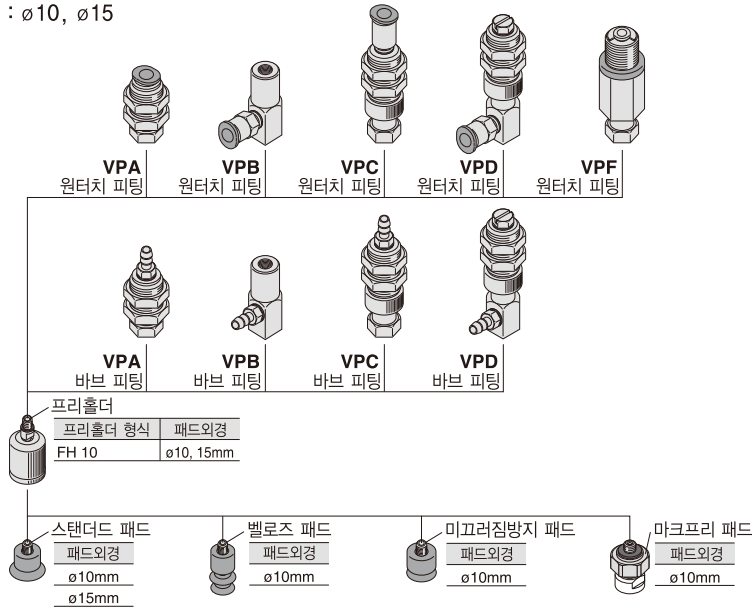 : ø10, ø15
VPA VPB VPC VPD VPF
원터치 피팅 원터치 피팅 원터치 피팅 원터치 피팅 원터치 피팅
VPA VPB VPC VPD
바브 피팅 바브 피팅 바브 피팅 바브 피팅
프리홀더
프리홀더 형식 패드외경
FH 10 ø10, 15mm
스탠더드 패드 벨로즈 패드 미끄러짐방지 패드 마크프리 패드
패드외경 패드외경 패드외경 패드외경
ø10mm ø10mm ø10mm ø10mm
ø15mm